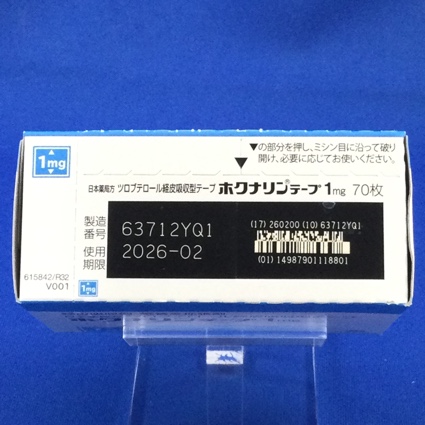 ▼の部分を押し、ミシン目に沿って破り
開け、必要に応じてお使いください。
1mg
日本薬局方 ツロブテロール経皮吸収型テープ ホクナリン®テープ1mg 70枚
製造番号 63712YQ1
使用期限 2026-02
(17) 260200 (10) 63712YQ1
(01) 14987901118801
615842/R32
V001
1mg